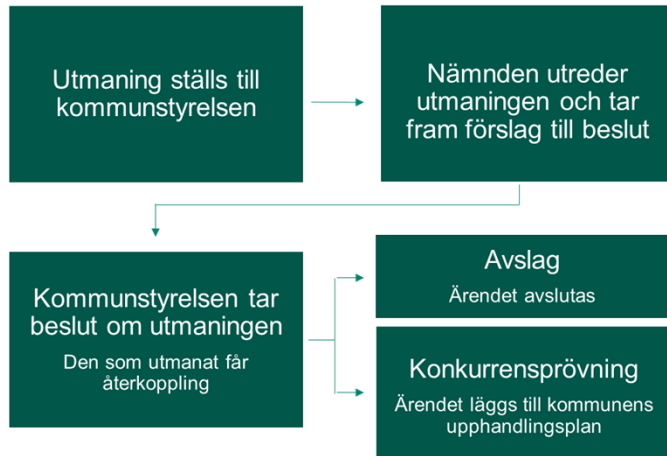 Utmaning ställs till
kommunstyrelsen
Nämnden utreder
utmaningen och tar
fram förslag till beslut
Kommunstyrelsen tar
beslut om utmaningen
Den som utmanat får
återkoppling
Avslag
Ärendet avslutas
Konkurrensprövning
Ärendet läggs till kommunens
upphandlingsplan